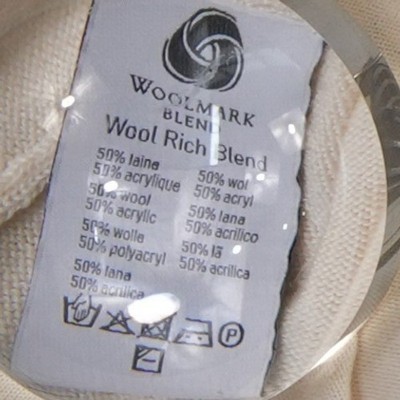 WOOLMARK
BLEND
Wool Rich Blend
50% laine
50% acrylique
50% wool
50% acrylic
50% wolle
50% polyacryl
50% lana
50% acrilica
50% wol
50% acryl
50% lana
50% acrilico
50% lã
50% acrilica
P